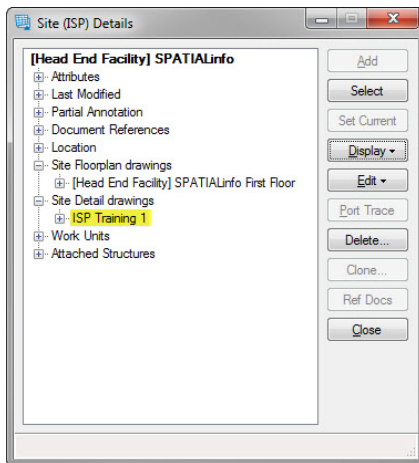 Site (ISP) Details
[Head End Facility] SPATIALinfo
Attributes
Last Modified
Partial Annotation
Document References
Location
Site Floorplan drawings
[Head End Facility] SPATIALinfo First Floor
Site Detail drawings
ISP Training 1
Work Units
Attached Structures
Add
Select
Set Current
Display
Edit
Port Trace
Delete...
Clone...
Ref Docs
Close